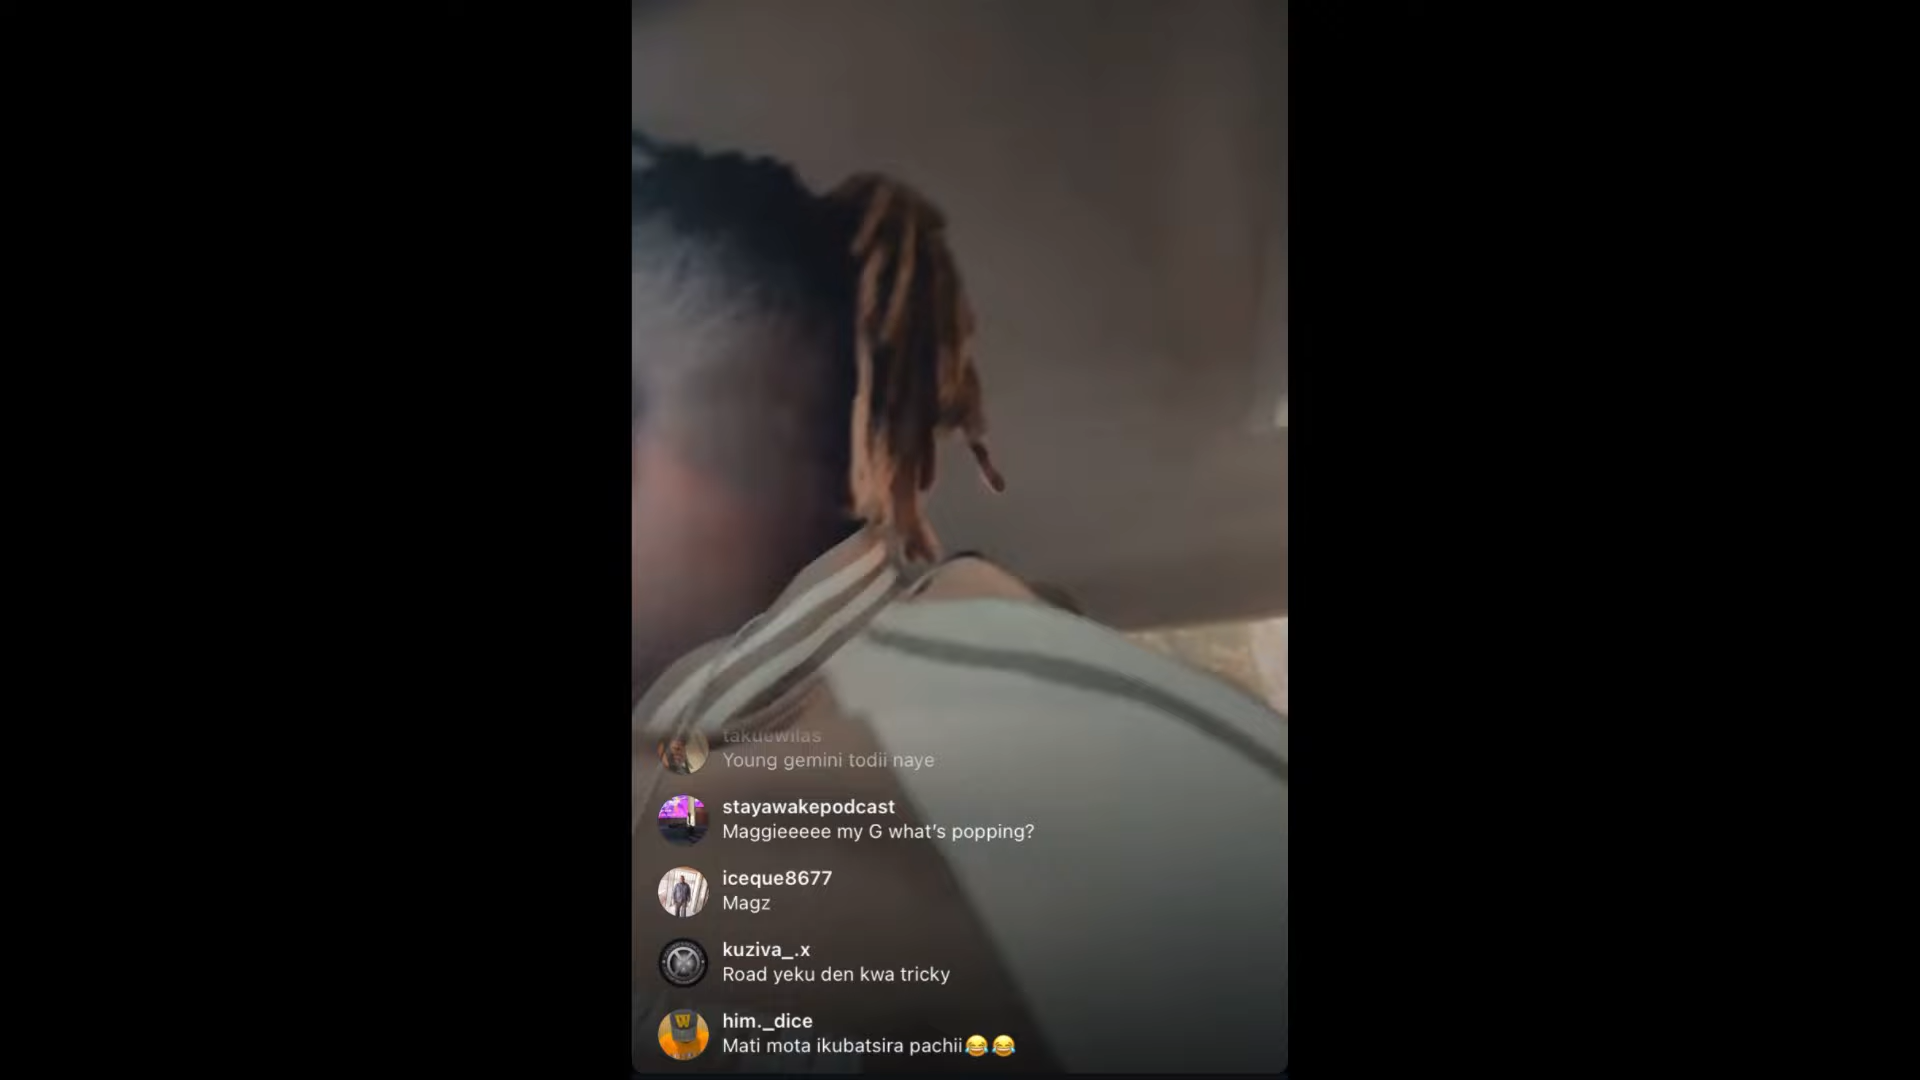 takuewilas
Young gemini todii naye
stayawakepodcast
Maggieeeee my G what's popping?
iceque8677
Magz
kuziva_.x
Road yeku den kwa tricky
him._dice
Mati mota ikubatsira pachii😂😂
W